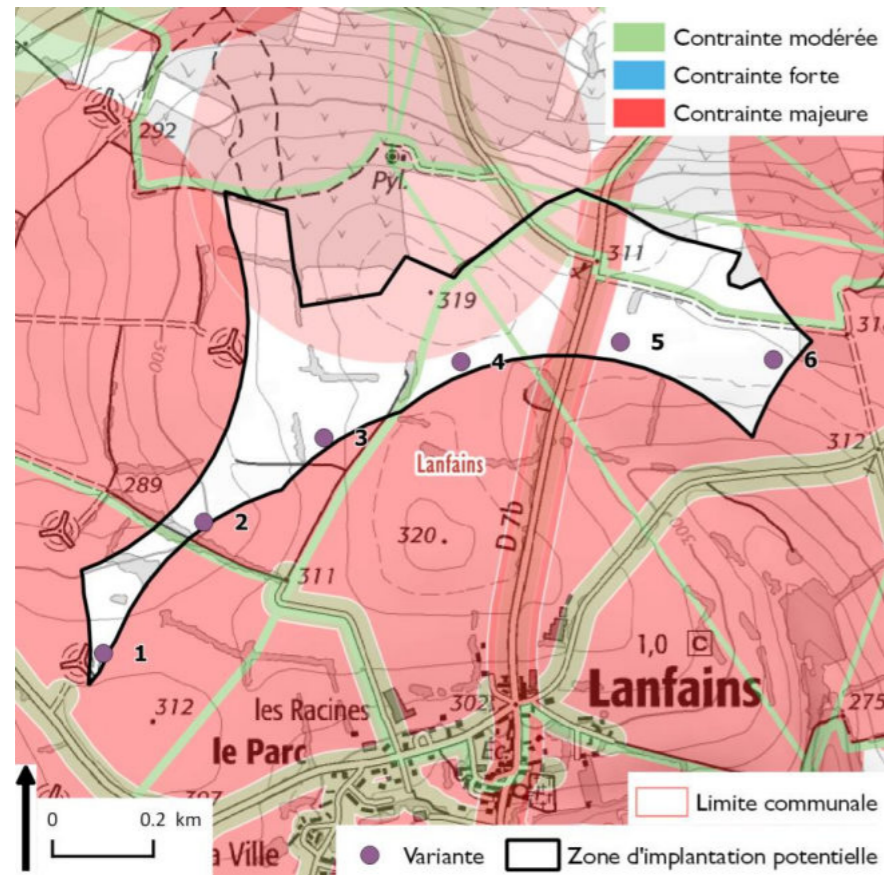 Contrainte modérée
Contrainte forte
Contrainte majeure
292
Pyl.
311
319
289
Lanfains
312
320
311
D 7b
1
2
3
4
5
6
1,0 C
Lanfains
312
les Racines
302
le Parc
275
Limite communale
0 0.2 km
a Ville
Variante
Zone d'implantation potentielle